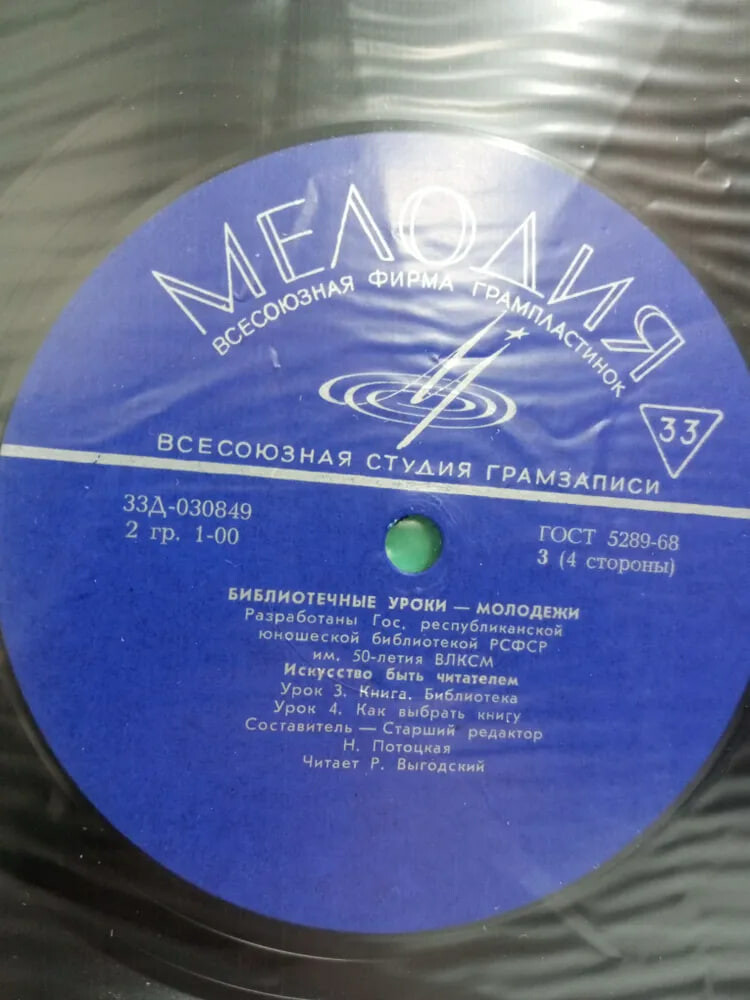 МЕЛОДИЯ
ВСЕСОЮЗНАЯ ФИРМА ГРАМПЛАСТИНОК
33
ВСЕСОЮЗНАЯ СТУДИЯ ГРАМЗАПИСИ
33Д-030849
2 гр. 1-00
ГОСТ 5289-68
3 (4 стороны)
БИБЛИОТЕЧНЫЕ УРОКИ — МОЛОДЕЖИ
Разработаны Гос. республиканской
юношеской библиотекой РСФСР
им. 50-летия ВЛКСМ
Искусство быть читателем
Урок 3. Книга. Библиотека
Урок 4. Как выбрать книгу
Составитель — Старший редактор
Н. Потоцкая
Читает Р. Выгодский